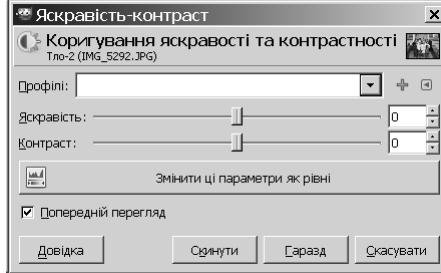 Яскравість-контраст
Коригування яскравості та контрастності
Тло-2 (IMG_5292.JPG)
Профілі:
Яскравість: 0
Контраст: 0
Змінити ці параметри як рівні
Попередній перегляд
Довідка Скинути Гаразд Скасувати